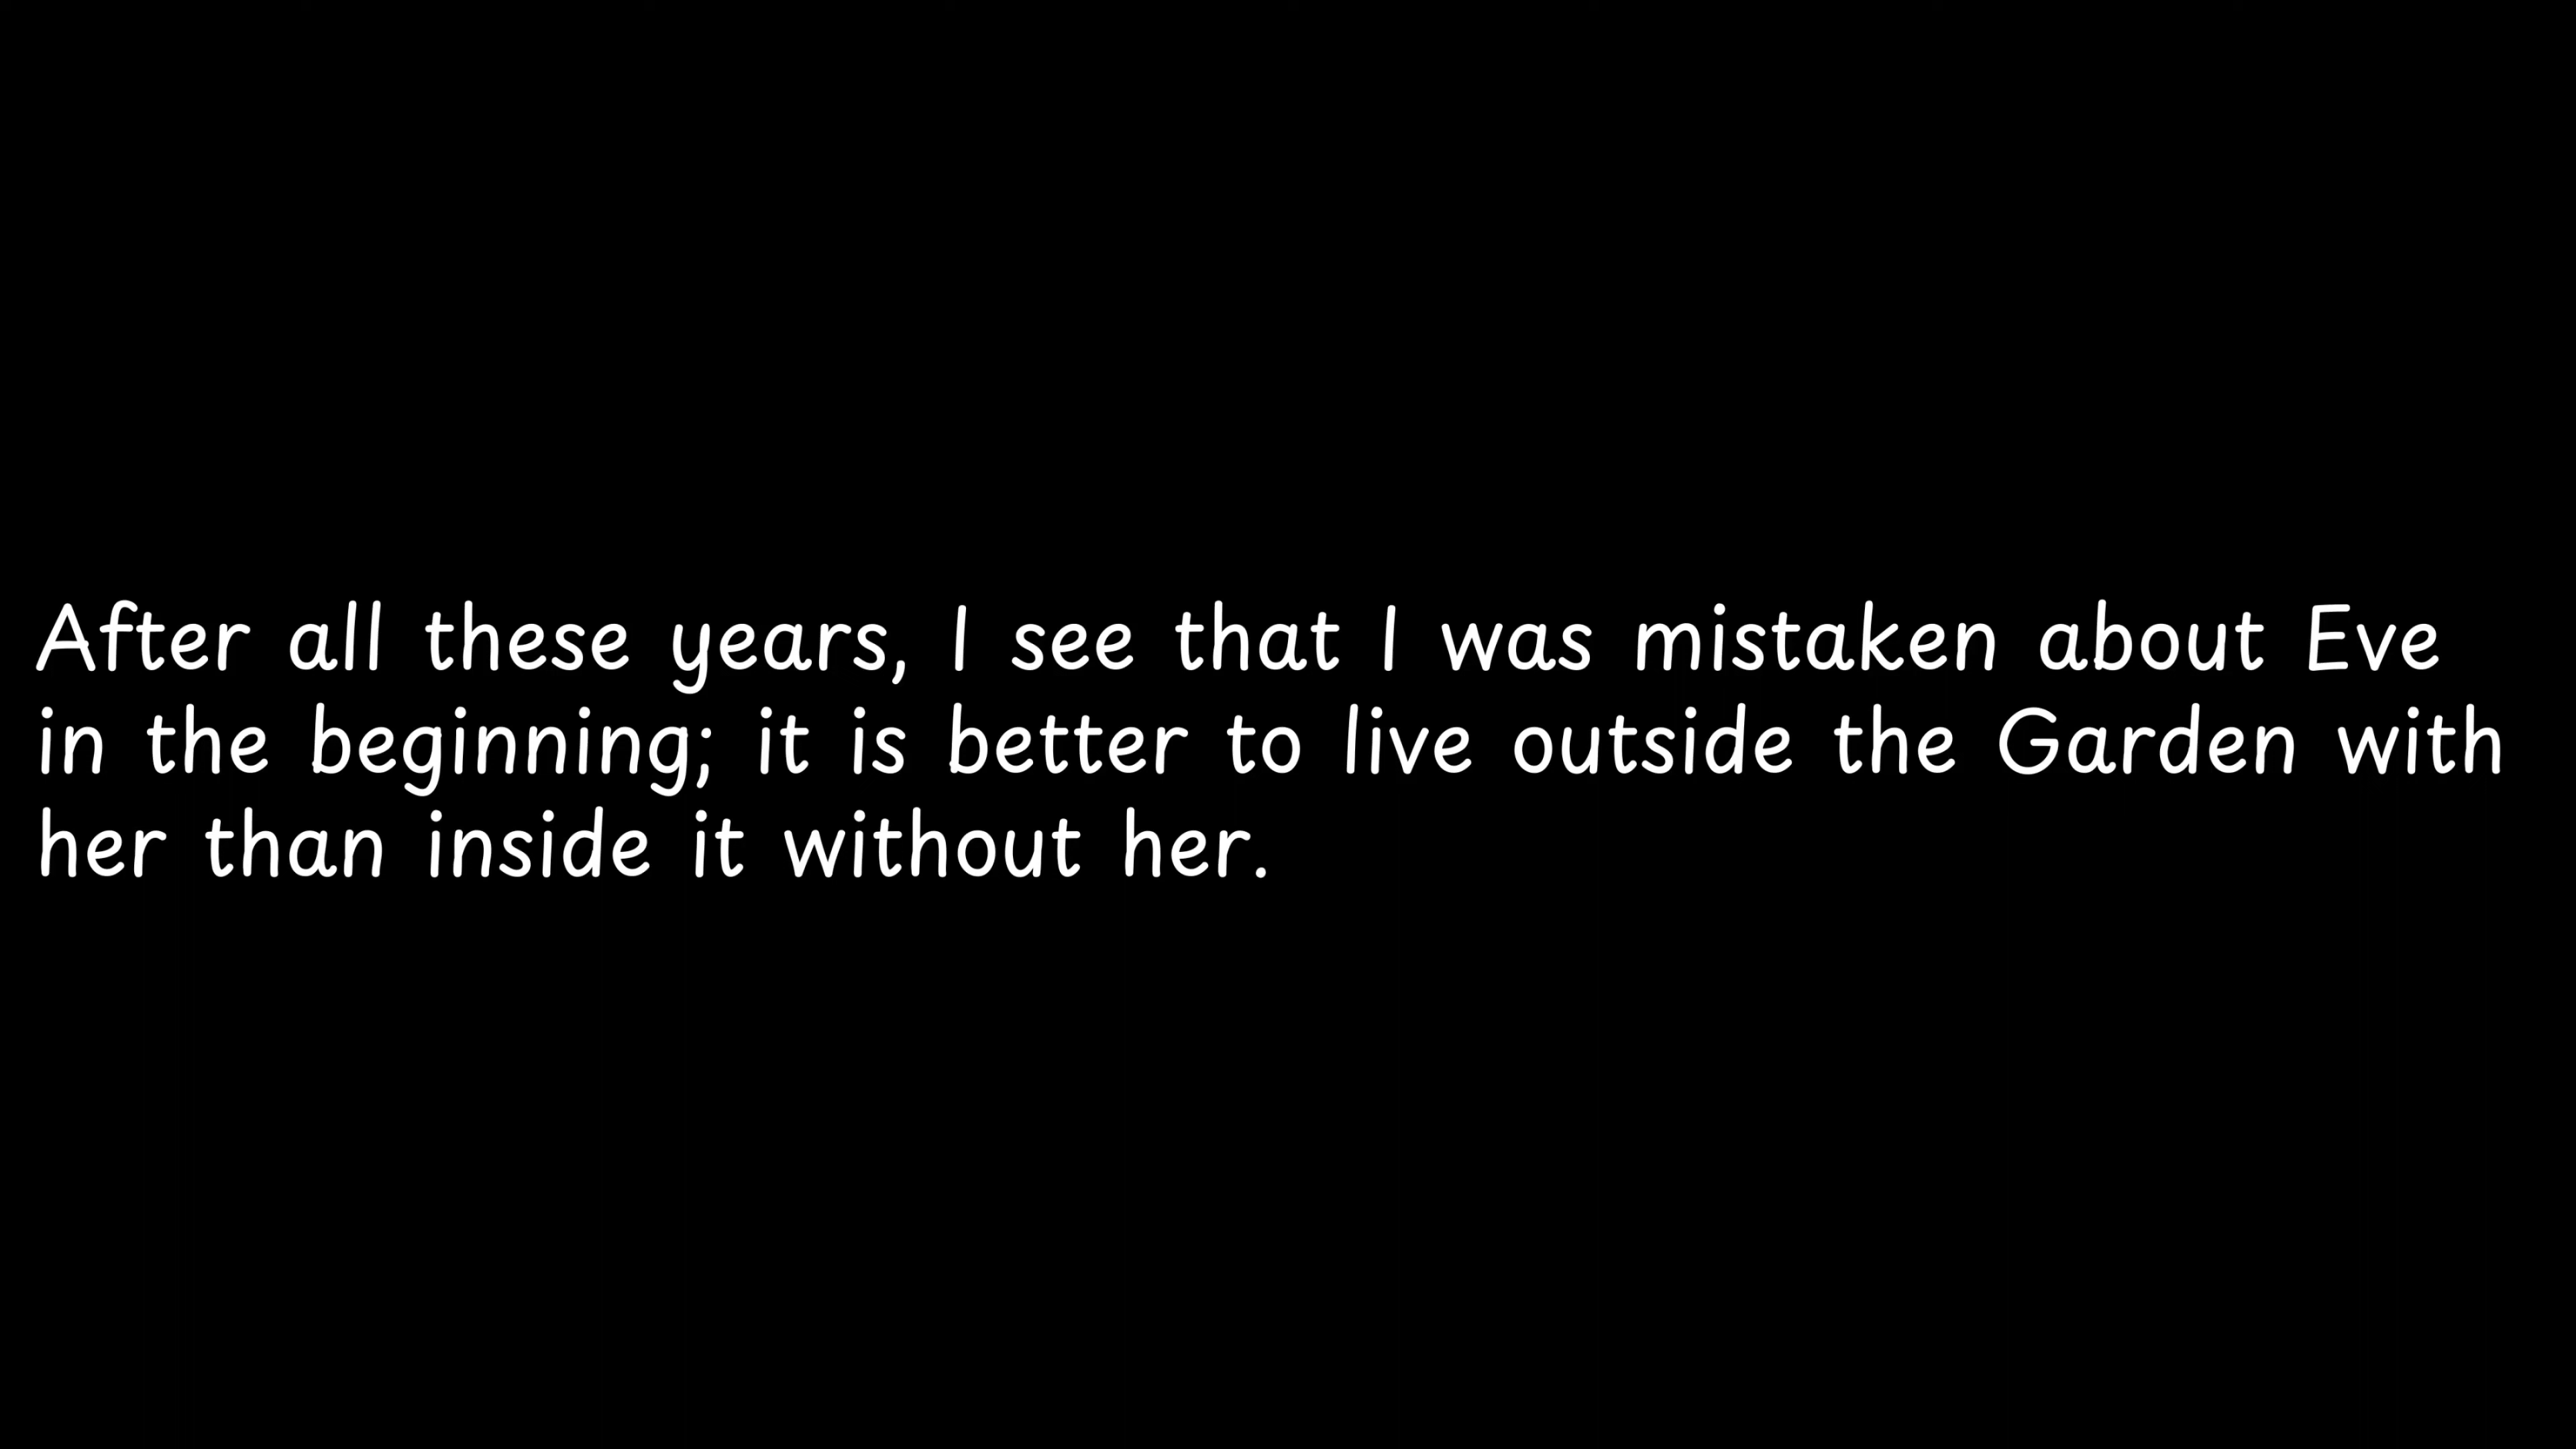 After all these years, I see that I was mistaken about Eve
in the beginning; it is better to live outside the Garden with
her than inside it without her.